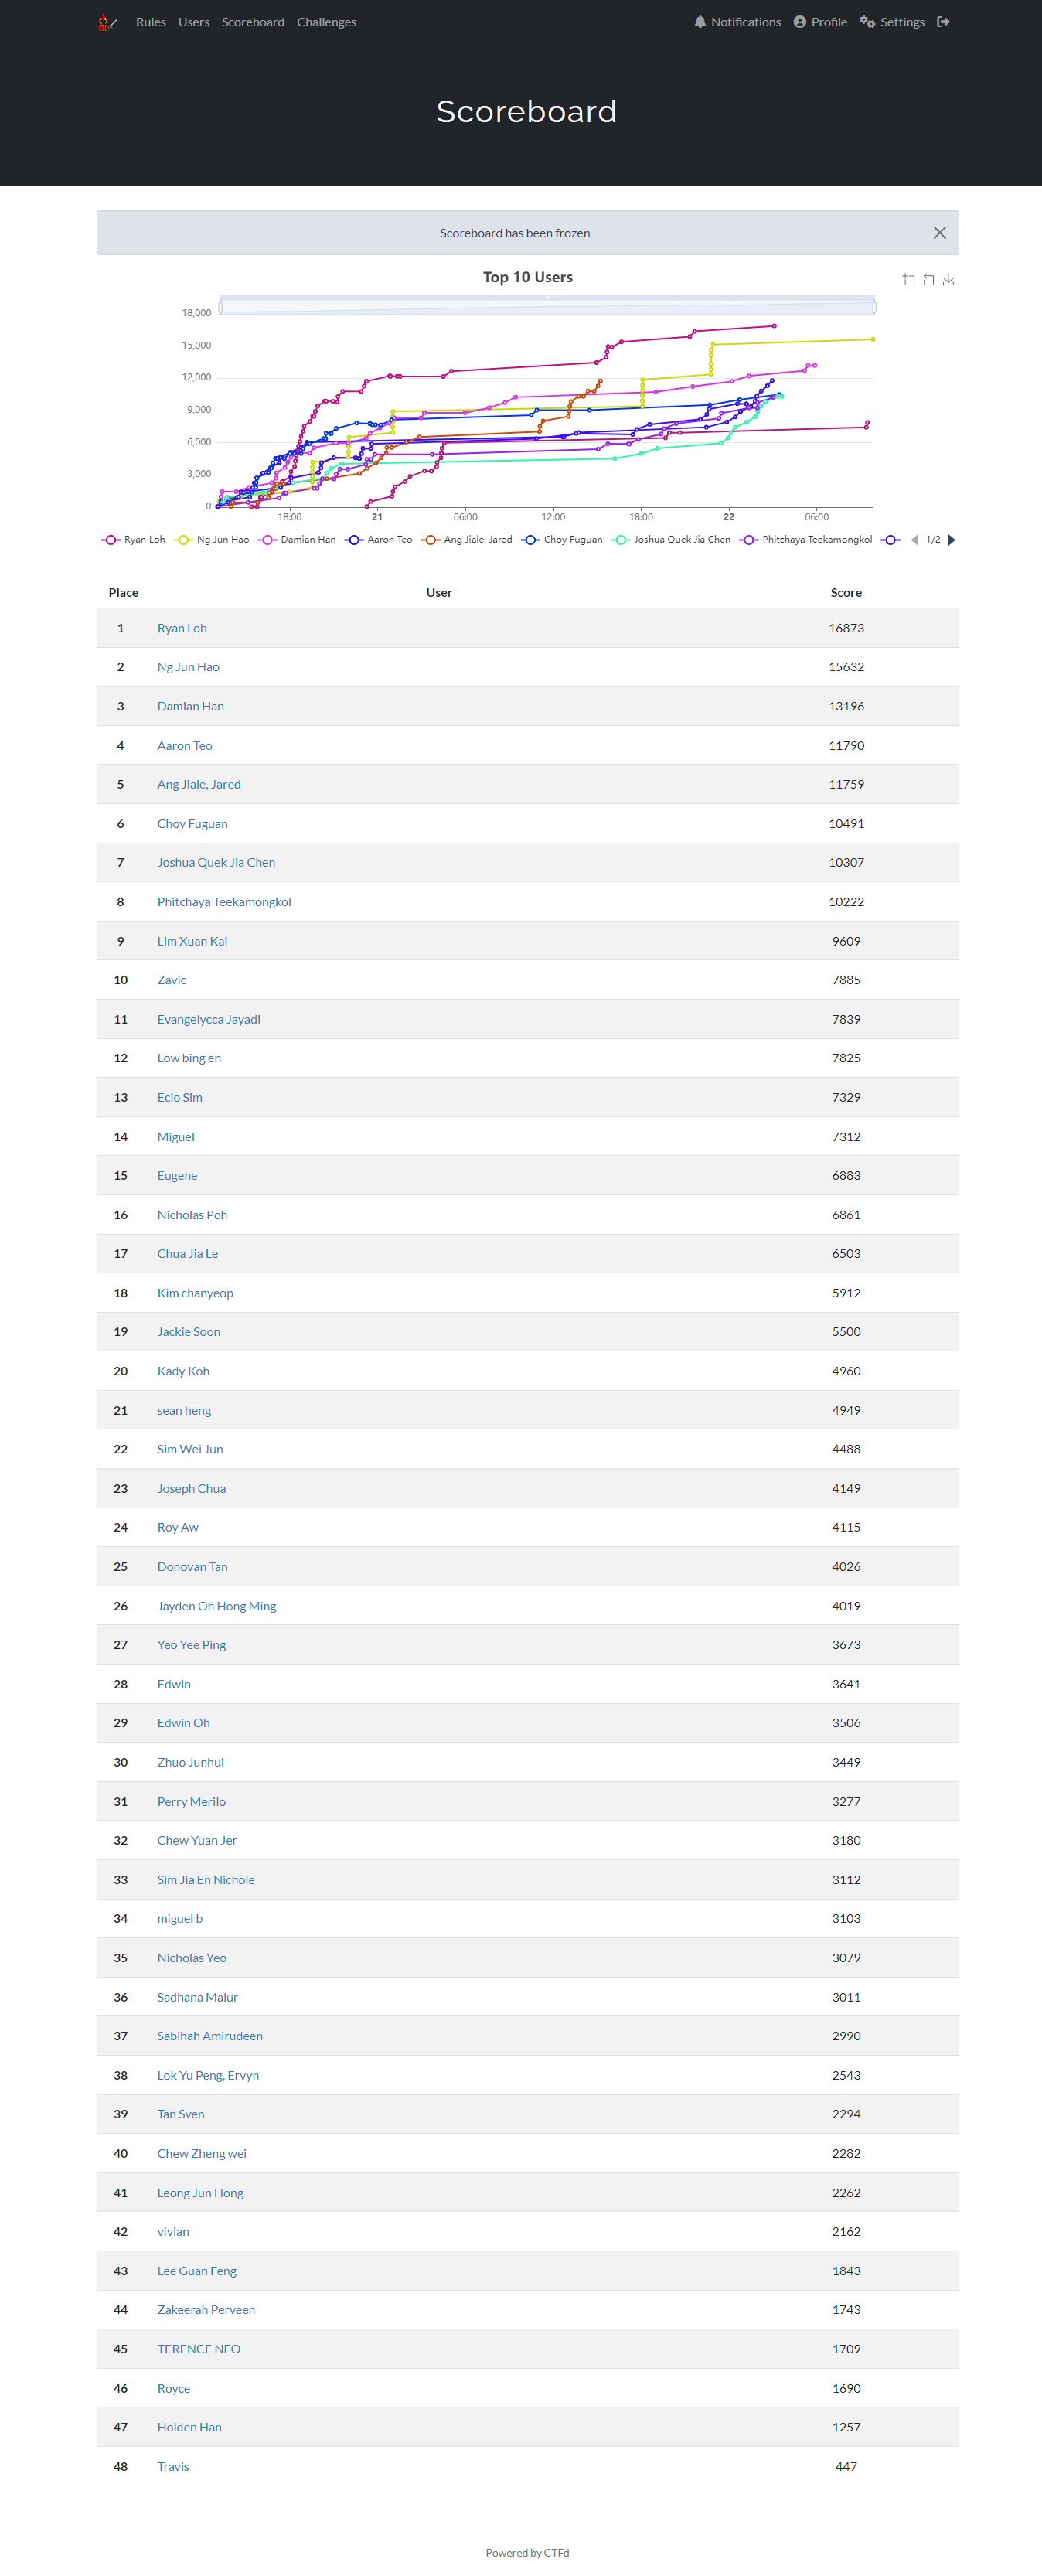 Rules Users Scoreboard Challenges Notifications Profile Settings
Scoreboard
Scoreboard has been frozen
Top 10 Users
18,000
15,000
12,000
9,000
6,000
3,000
0
18:00 21 06:00 12:00 18:00 22 06:00
Ryan Loh Ng Jun Hao Damian Han Aaron Teo Ang Jiale, Jared Choy Fuguan Joshua Quek Jia Chen Phitchaya Teekamongkol 1/2
Place User Score
1 Ryan Loh 16873
2 Ng Jun Hao 15632
3 Damian Han 13196
4 Aaron Teo 11790
5 Ang Jiale, Jared 11759
6 Choy Fuguan 10491
7 Joshua Quek Jia Chen 10307
8 Phitchaya Teekamongkol 10222
9 Lim Xuan Kai 9609
10 Zavic 7885
11 Evangelycca Jayadi 7839
12 Low bing en 7825
13 Ecio Sim 7329
14 Miguel 7312
15 Eugene 6883
16 Nicholas Poh 6861
17 Chua Jia Le 6503
18 Kim chanyeop 5912
19 Jackie Soon 5500
20 Kady Koh 4960
21 sean heng 4949
22 Sim Wei Jun 4488
23 Joseph Chua 4149
24 Roy Aw 4115
25 Donovan Tan 4026
26 Jayden Oh Hong Ming 4019
27 Yeo Yee Ping 3673
28 Edwin 3641
29 Edwin Oh 3506
30 Zhuo Junhui 3449
31 Perry Merilo 3277
32 Chew Yuan Jer 3180
33 Sim Jia En Nichole 3112
34 miguel b 3103
35 Nicholas Yeo 3079
36 Sadhana Malur 3011
37 Sabihah Amirudeen 2990
38 Lok Yu Peng, Ervyn 2543
39 Tan Sven 2294
40 Chew Zheng wei 2282
41 Leong Jun Hong 2262
42 vivian 2162
43 Lee Guan Feng 1843
44 Zakeerah Perveen 1743
45 TERENCE NEO 1709
46 Royce 1690
47 Holden Han 1257
48 Travis 447
Powered by CTFd